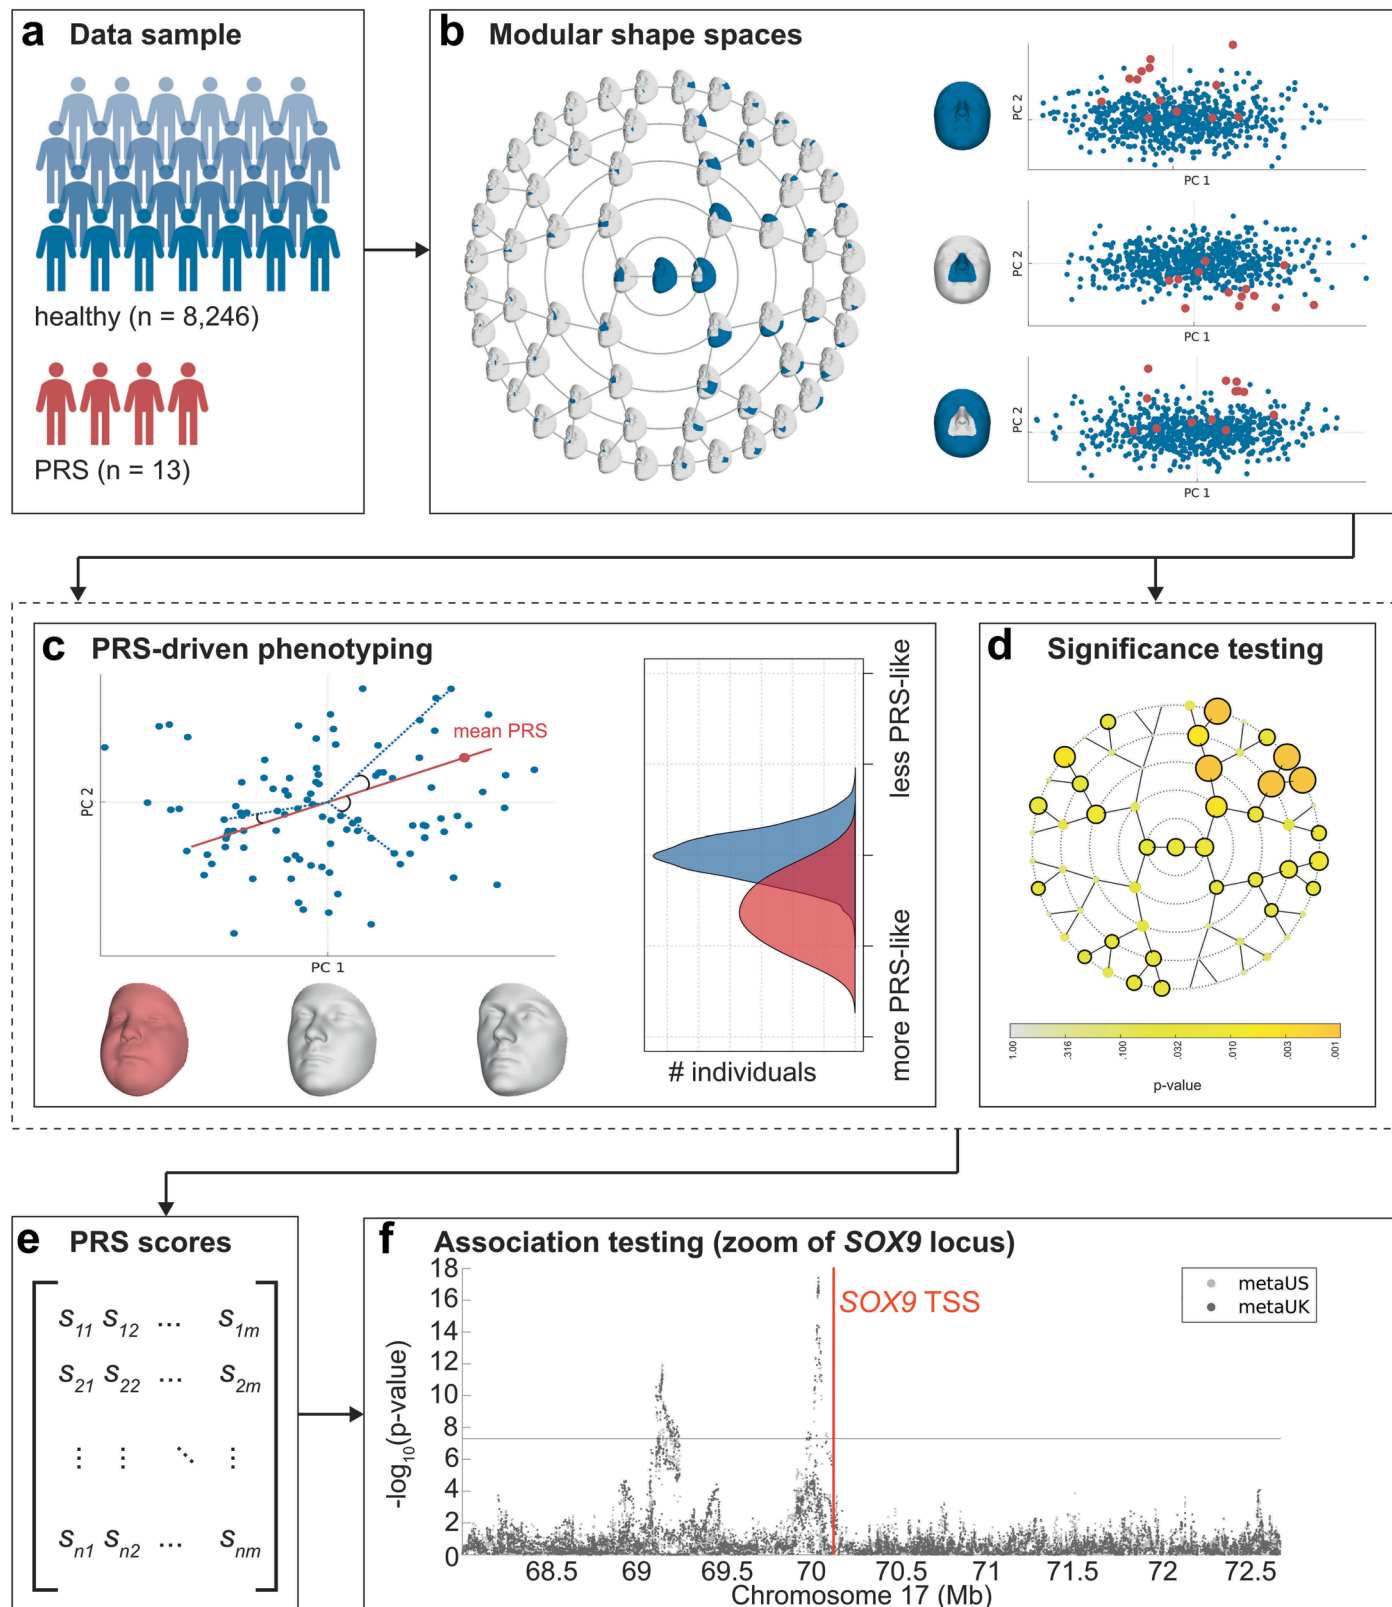 a Data sample
healthy (n = 8,246)
PRS (n = 13)
b Modular shape spaces
PC 2
PC 1
PC 2
PC 1
PC 2
PC 1
c PRS-driven phenotyping
mean PRS
PC 2
PC 1
less PRS-like
more PRS-like
# individuals
d Significance testing
1.00 .316 .100 .032 .010 .003 .001
p-value
e PRS scores
s11 s12 ... s1m
s21 s22 ... s2m
⋮ ⋮ ⋱ ⋮
sn1 sn2 ... snm
f Association testing (zoom of SOX9 locus)
-log10(p-value)
18
16
14
12
10
8
6
4
2
0
SOX9 TSS
metaUS
metaUK
68.5 69 69.5 70 70.5 71 71.5 72 72.5
Chromosome 17 (Mb)